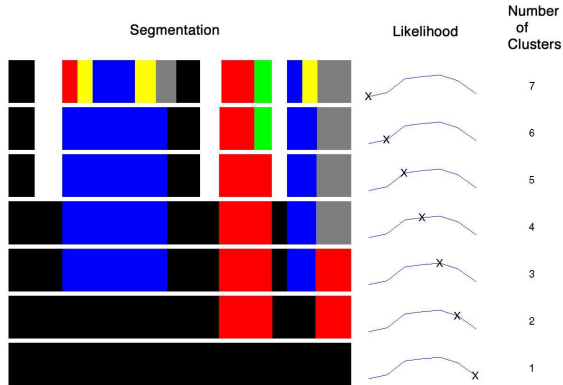 Segmentation
Likelihood
Number
of
Clusters
X
7
X
6
X
5
X
4
X
3
X
2
X
1